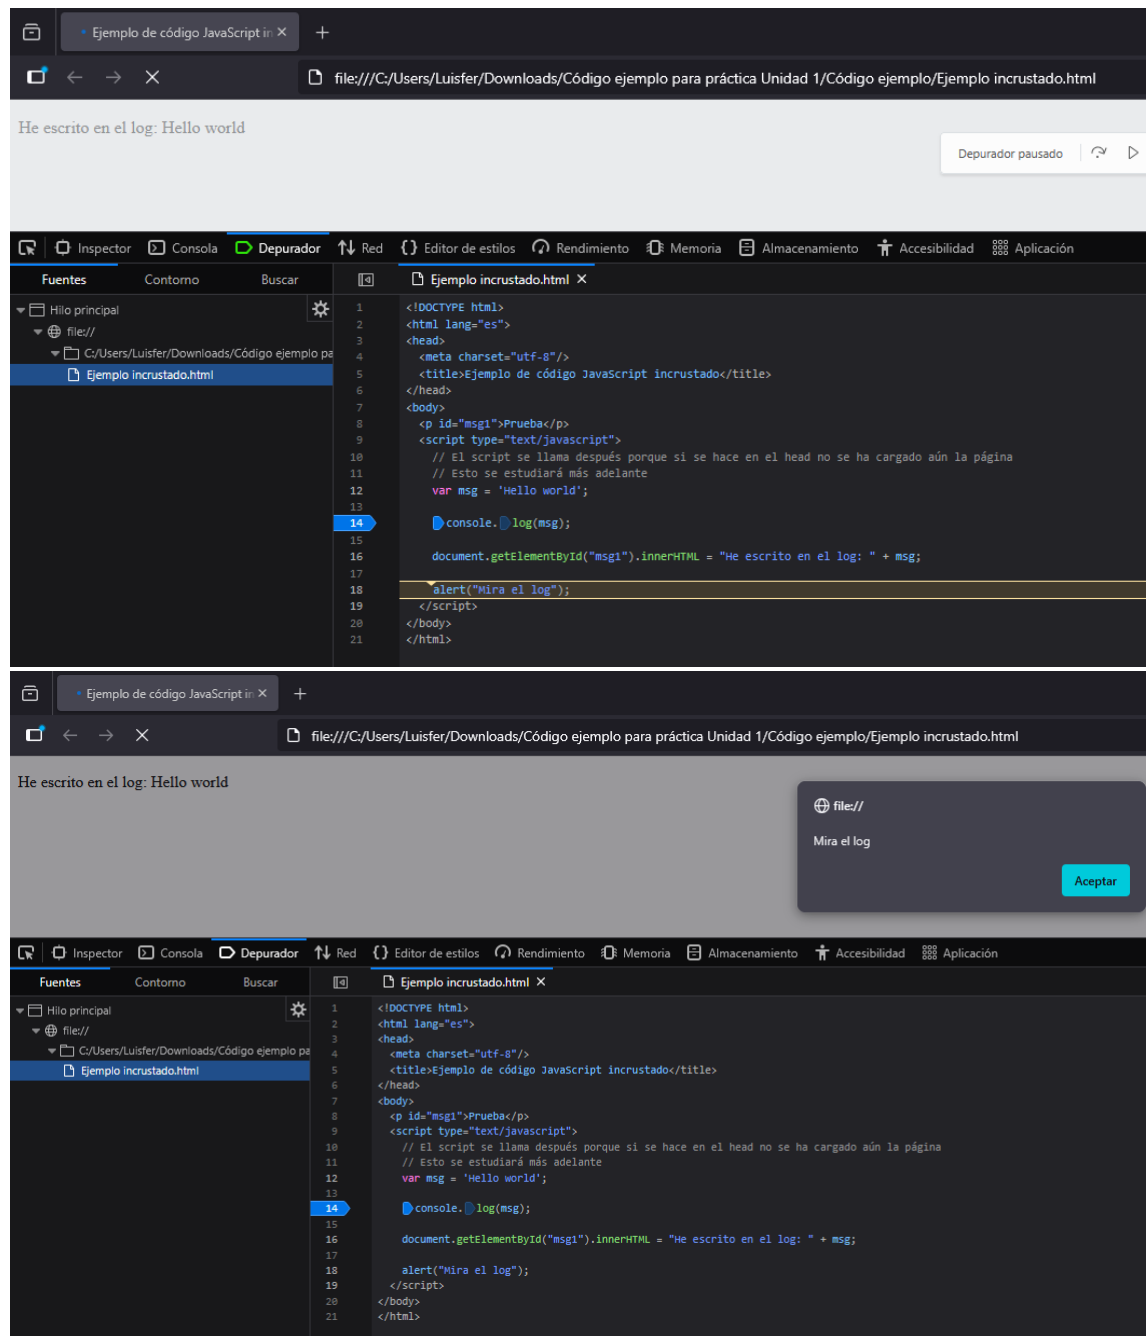 Ejemplo de código JavaScript in
file:///C:/Users/Luisfer/Downloads/Código ejemplo para práctica Unidad 1/Código ejemplo/Ejemplo incrustado.html
He escrito en el log: Hello world
Depurador pausado
Inspector Consola Depurador Red Editor de estilos Rendimiento Memoria Almacenamiento Accesibilidad Aplicación
Fuentes Contorno Buscar Ejemplo incrustado.html
Hilo principal
file://
C:/Users/Luisfer/Downloads/Código ejemplo pa
Ejemplo incrustado.html
1 <!DOCTYPE html>
2 <html lang="es">
3 <head>
4 <meta charset="utf-8"/>
5 <title>Ejemplo de código JavaScript incrustado</title>
6 </head>
7 <body>
8 <p id="msg1">Prueba</p>
9 <script type="text/javascript">
10 // El script se llama después porque si se hace en el head no se ha cargado aún la página
11 // Esto se estudiará más adelante
12 var msg = 'Hello world';
13
14 console.log(msg);
15
16 document.getElementById("msg1").innerHTML = "He escrito en el log: " + msg;
17
18 alert("Mira el log");
19 </script>
20 </body>
21 </html>
Ejemplo de código JavaScript in
file:///C:/Users/Luisfer/Downloads/Código ejemplo para práctica Unidad 1/Código ejemplo/Ejemplo incrustado.html
He escrito en el log: Hello world
file://
Mira el log
Aceptar
Inspector Consola Depurador Red Editor de estilos Rendimiento Memoria Almacenamiento Accesibilidad Aplicación
Fuentes Contorno Buscar Ejemplo incrustado.html
Hilo principal
file://
C:/Users/Luisfer/Downloads/Código ejemplo pa
Ejemplo incrustado.html
1 <!DOCTYPE html>
2 <html lang="es">
3 <head>
4 <meta charset="utf-8"/>
5 <title>Ejemplo de código JavaScript incrustado</title>
6 </head>
7 <body>
8 <p id="msg1">Prueba</p>
9 <script type="text/javascript">
10 // El script se llama después porque si se hace en el head no se ha cargado aún la página
11 // Esto se estudiará más adelante
12 var msg = 'Hello world';
13
14 console.log(msg);
15
16 document.getElementById("msg1").innerHTML = "He escrito en el log: " + msg;
17
18 alert("Mira el log");
19 </script>
20 </body>
21 </html>